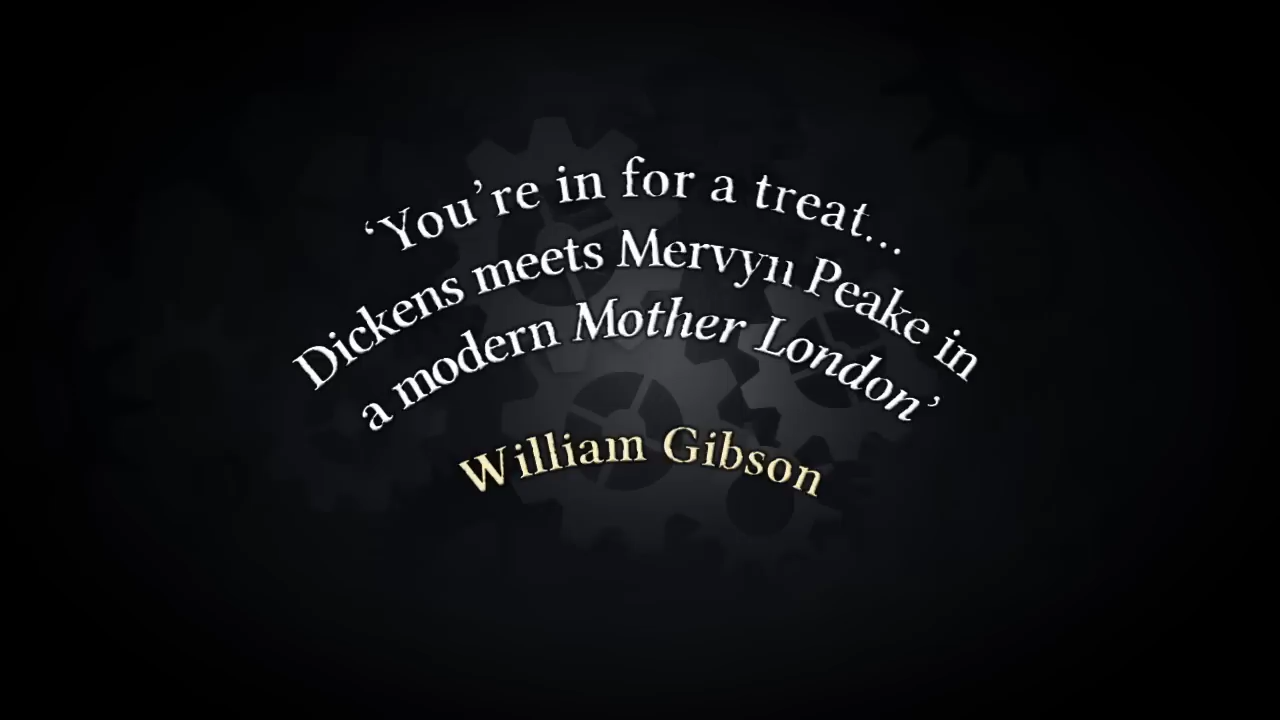 ‘You’re in for a treat...
Dickens meets Mervyn Peake in
a modern Mother London’
William Gibson